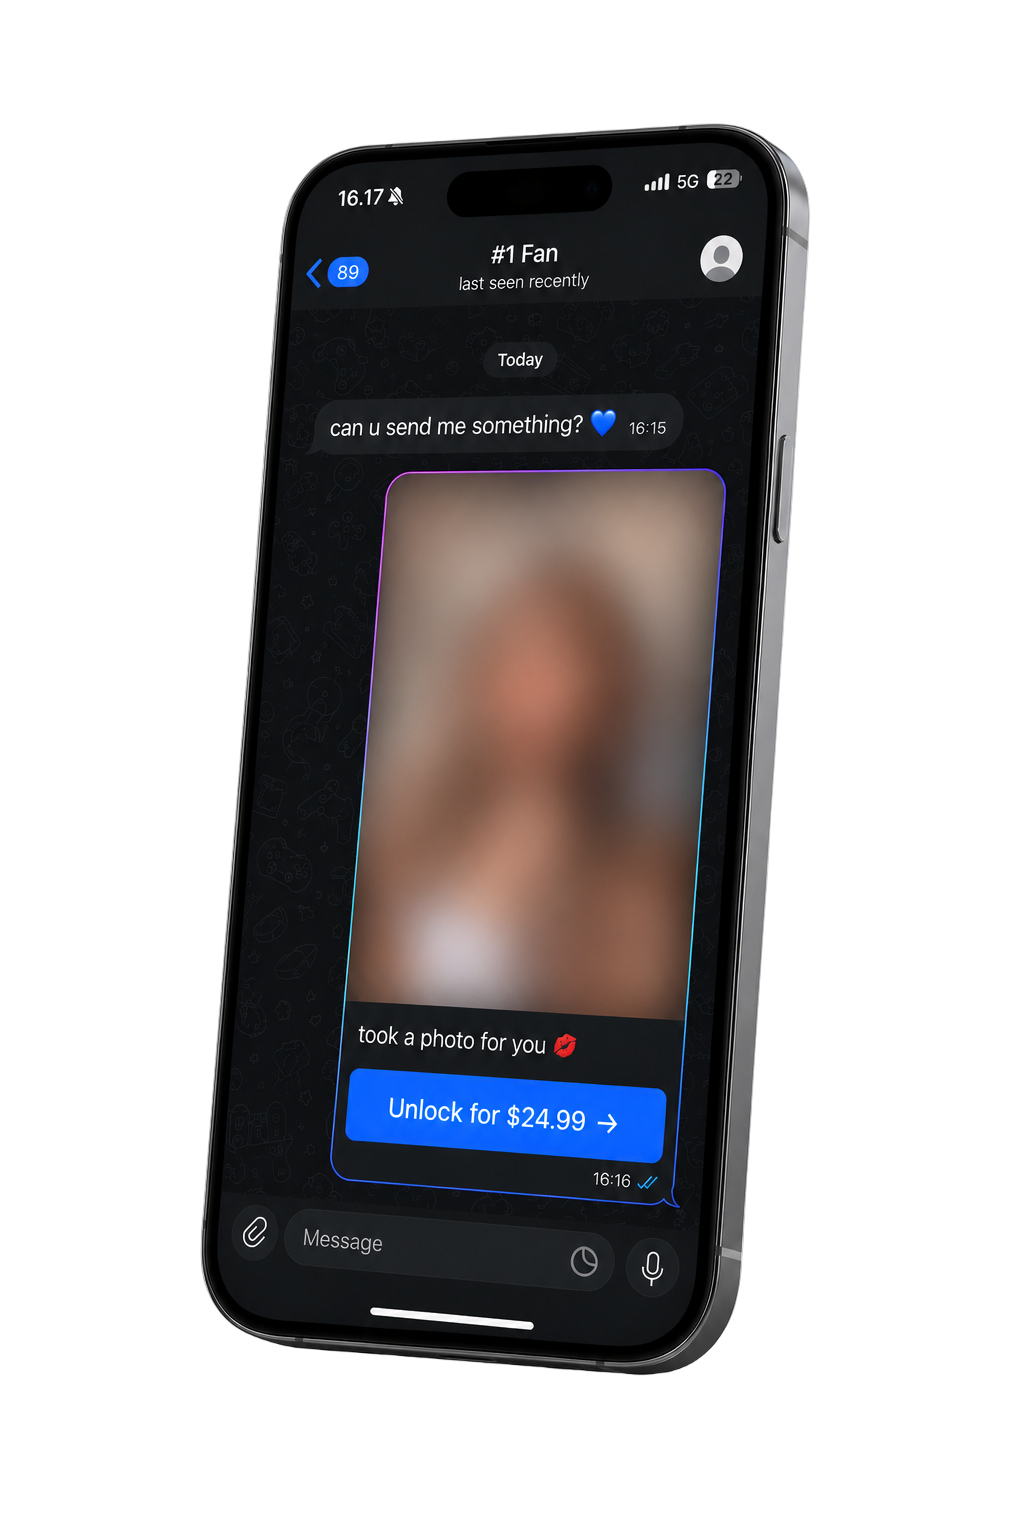 16.17
5G
22
89
#1 Fan
last seen recently
Today
can u send me something? 💙 16:15
took a photo for you 💋
Unlock for $24.99 →
16:16
Message